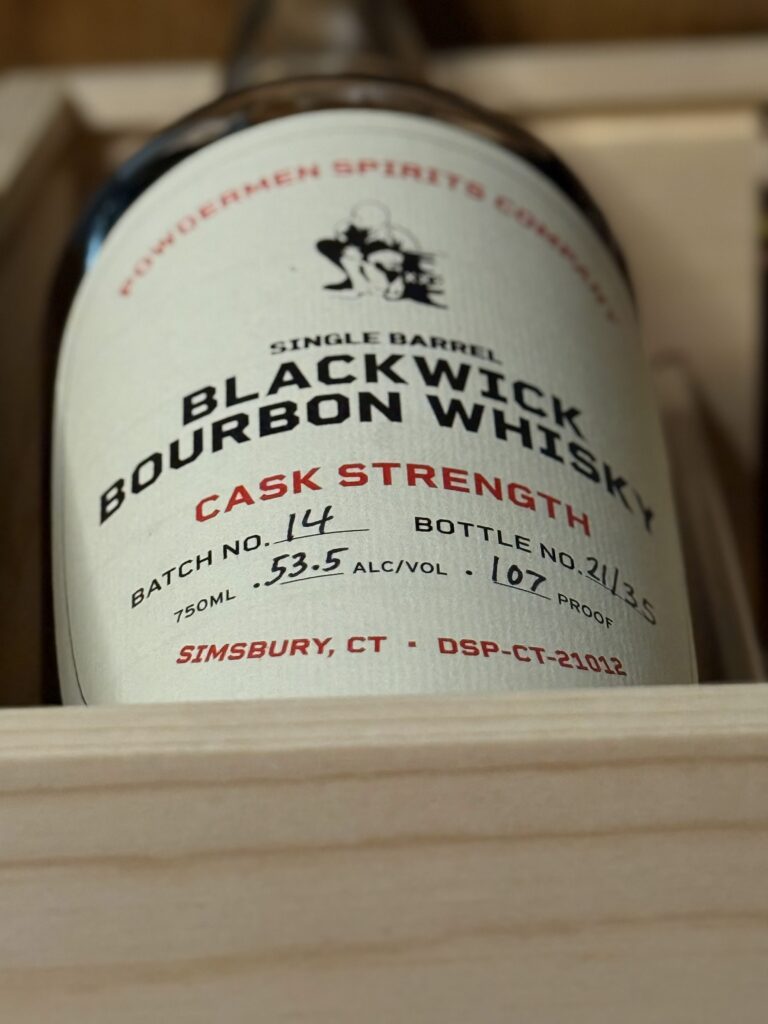 POWDERMEN SPIRITS COMPANY
SINGLE BARREL
BLACKWICK
BOURBON WHISKY
CASK STRENGTH
BATCH NO. 14 BOTTLE NO. 21/35
750ML · 53.5 ALC/VOL · 107 PROOF
SIMSBURY, CT · DSP-CT-21012